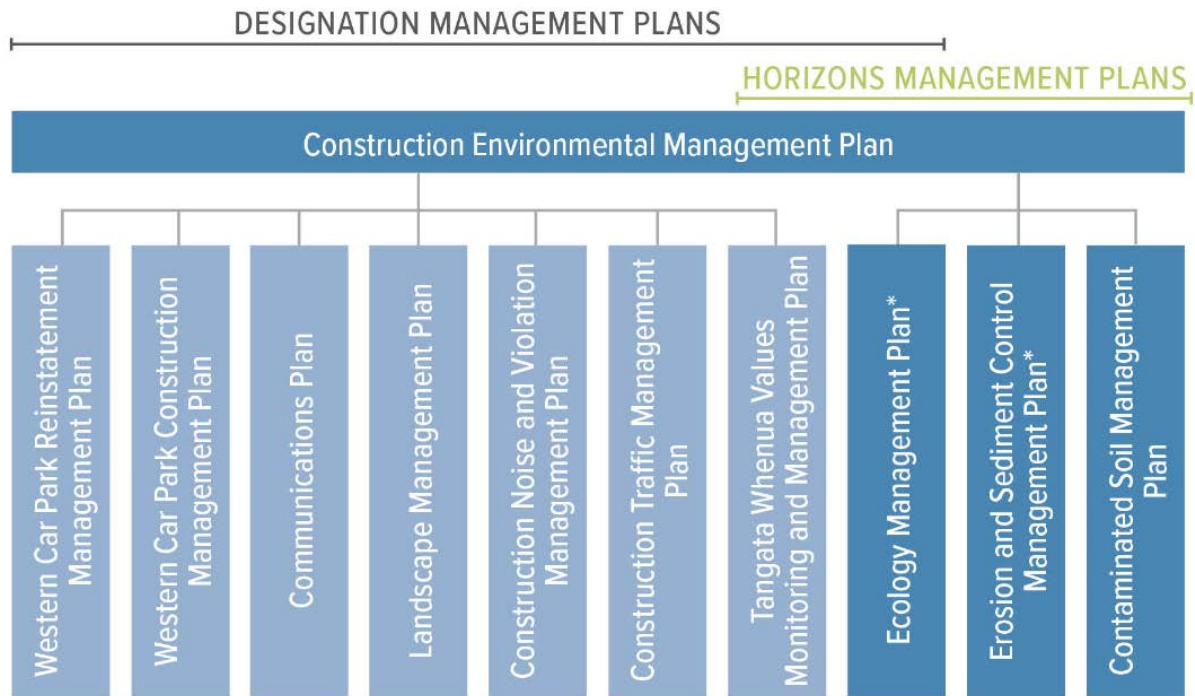 DESIGNATION MANAGEMENT PLANS
HORIZONS MANAGEMENT PLANS
Construction Environmental Management Plan
Western Car Park Reinstatement
Management Plan
Western Car Park Construction
Management Plan
Communications Plan
Landscape Management Plan
Construction Noise and Violation
Management Plan
Construction Traffic Management
Plan
Tangata Whenua Values
Monitoring and Management Plan
Ecology Management Plan*
Erosion and Sediment Control
Management Plan*
Contaminated Soil Management
Plan